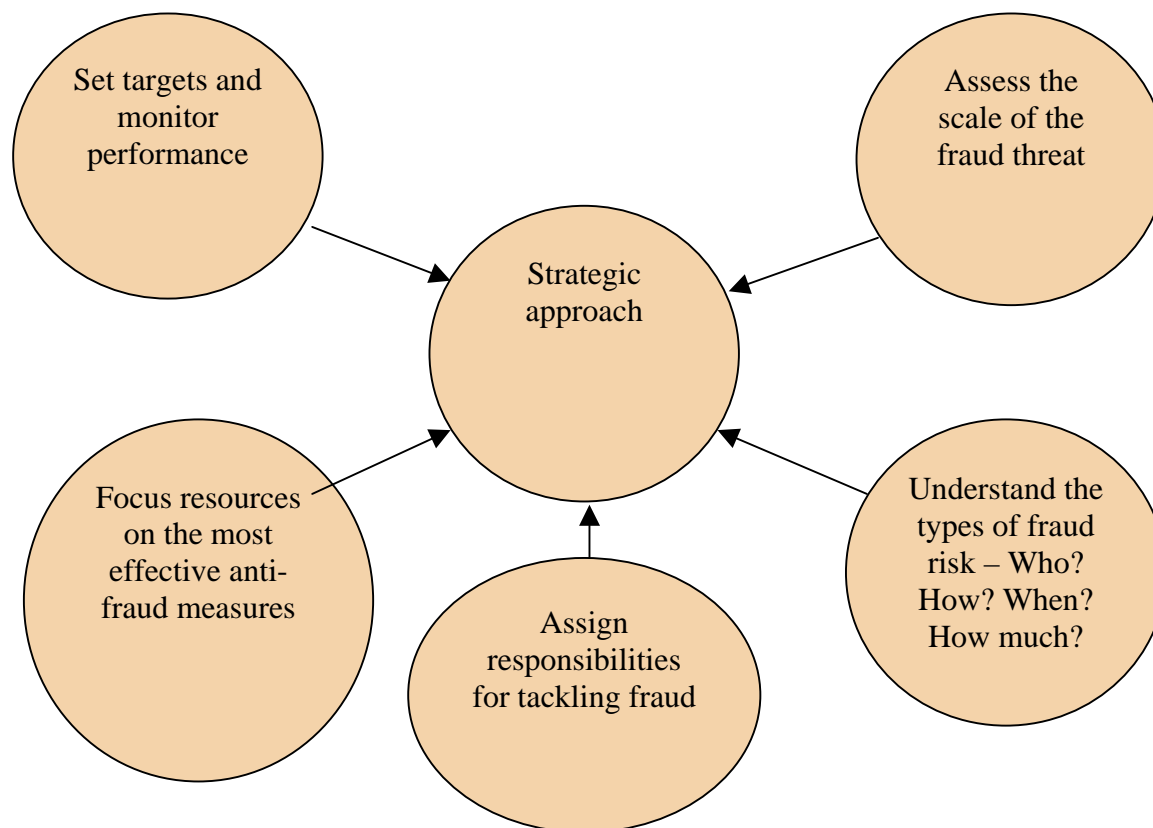 Set targets and
monitor
performance
Assess the
scale of the
fraud threat
Strategic
approach
Focus resources
on the most
effective anti-
fraud measures
Understand the
types of fraud
risk – Who?
How? When?
How much?
Assign
responsibilities
for tackling fraud